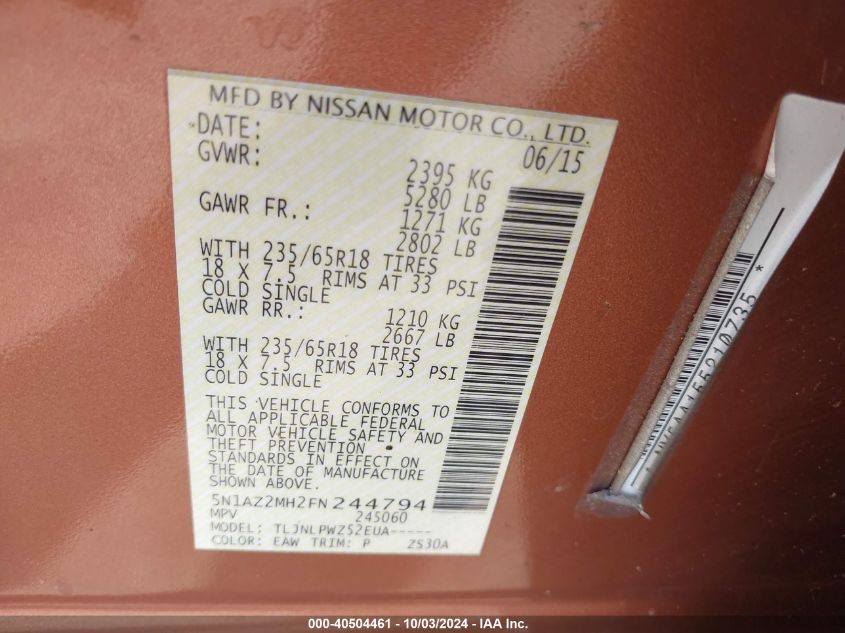 MFD BY NISSAN MOTOR CO., LTD.
DATE: 06/15
GVWR: 2395 KG
5280 LB
GAWR FR.: 1271 KG
2802 LB
WITH 235/65R18 TIRES
18 X 7.5 RIMS AT 33 PSI
COLD SINGLE
GAWR RR.: 1210 KG
2667 LB
WITH 235/65R18 TIRES
18 X 7.5 RIMS AT 33 PSI
COLD SINGLE
THIS VEHICLE CONFORMS TO
ALL APPLICABLE FEDERAL
MOTOR VEHICLE SAFETY AND
THEFT PREVENTION
STANDARDS IN EFFECT ON
THE DATE OF MANUFACTURE
SHOWN ABOVE.
5N1AZ2MH2FN244794
MPV 245060
MODEL: TLJNLPWZ52EUA-----
COLOR: EAW TRIM: P ZS30A
000-40504461 - 10/03/2024 - IAA Inc.